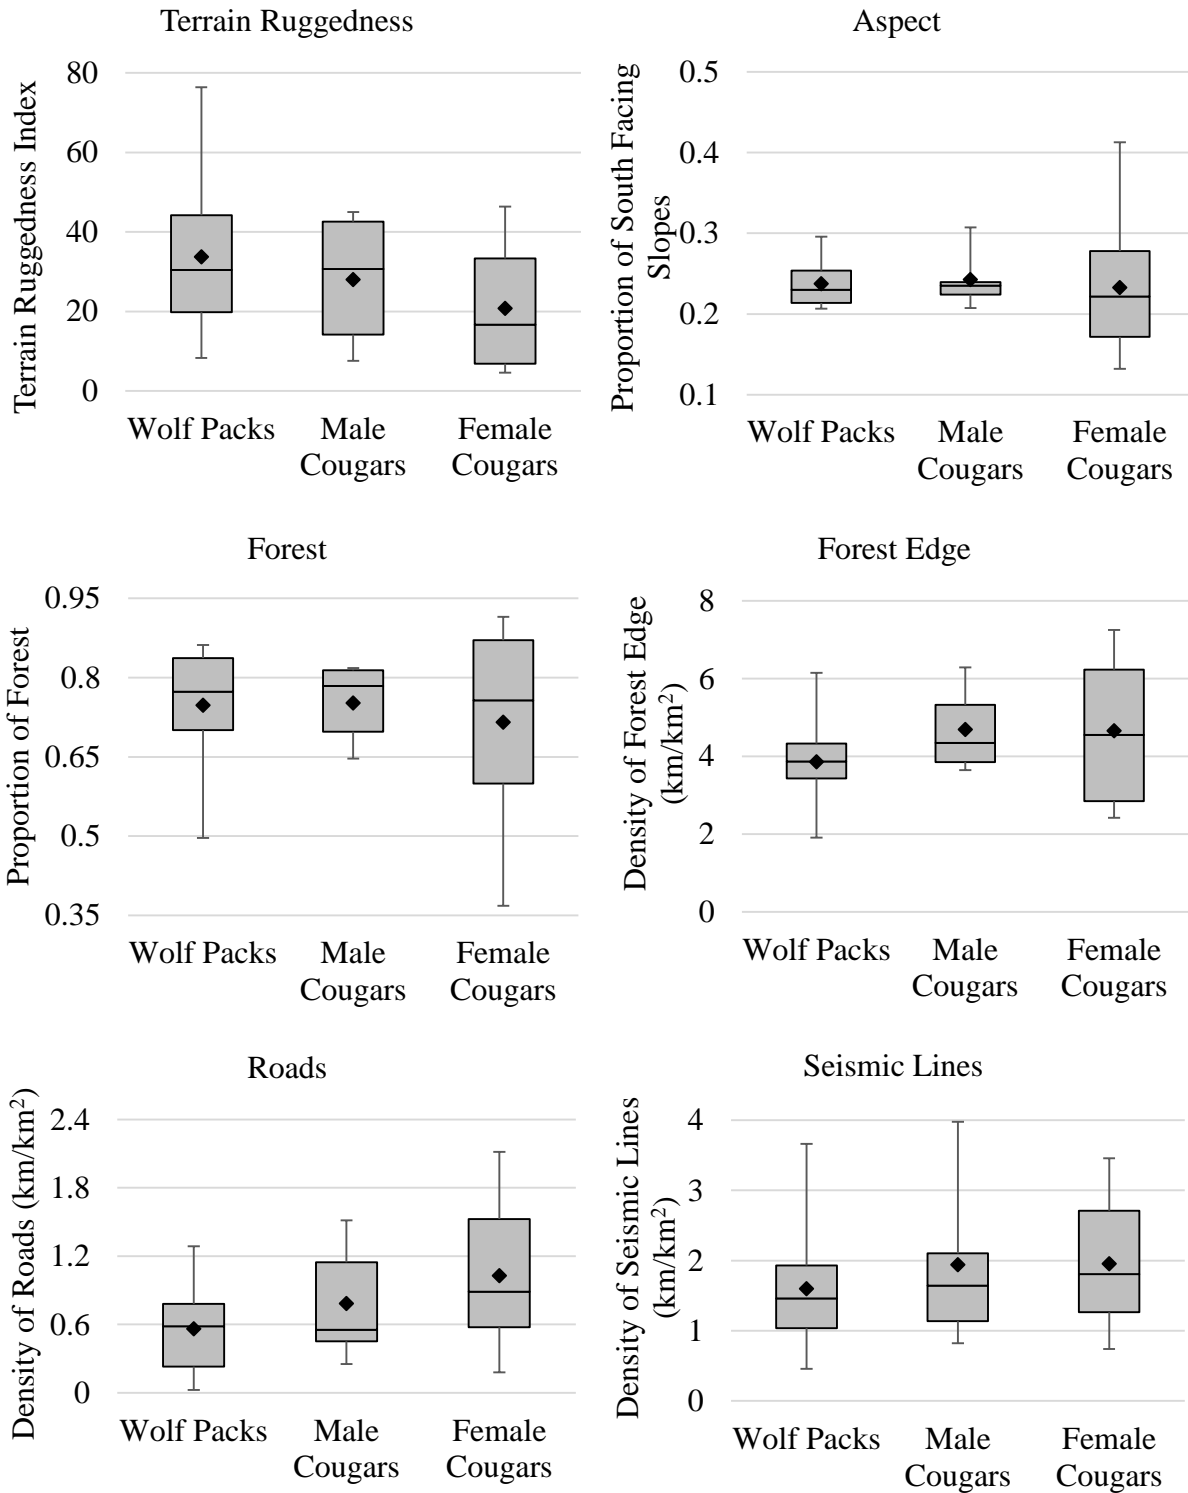 Terrain Ruggedness
Terrain Ruggedness Index
80
60
40
20
0
Wolf Packs
Male
Cougars
Female
Cougars
Aspect
Proportion of South Facing
Slopes
0.5
0.4
0.3
0.2
0.1
Wolf Packs
Male
Cougars
Female
Cougars
Forest
Proportion of Forest
0.95
0.8
0.65
0.5
0.35
Wolf Packs
Male
Cougars
Female
Cougars
Forest Edge
Density of Forest Edge
(km/km²)
8
6
4
2
0
Wolf Packs
Male
Cougars
Female
Cougars
Roads
Density of Roads (km/km²)
2.4
1.8
1.2
0.6
0
Wolf Packs
Male
Cougars
Female
Cougars
Seismic Lines
Density of Seismic Lines
(km/km²)
4
3
2
1
0
Wolf Packs
Male
Cougars
Female
Cougars